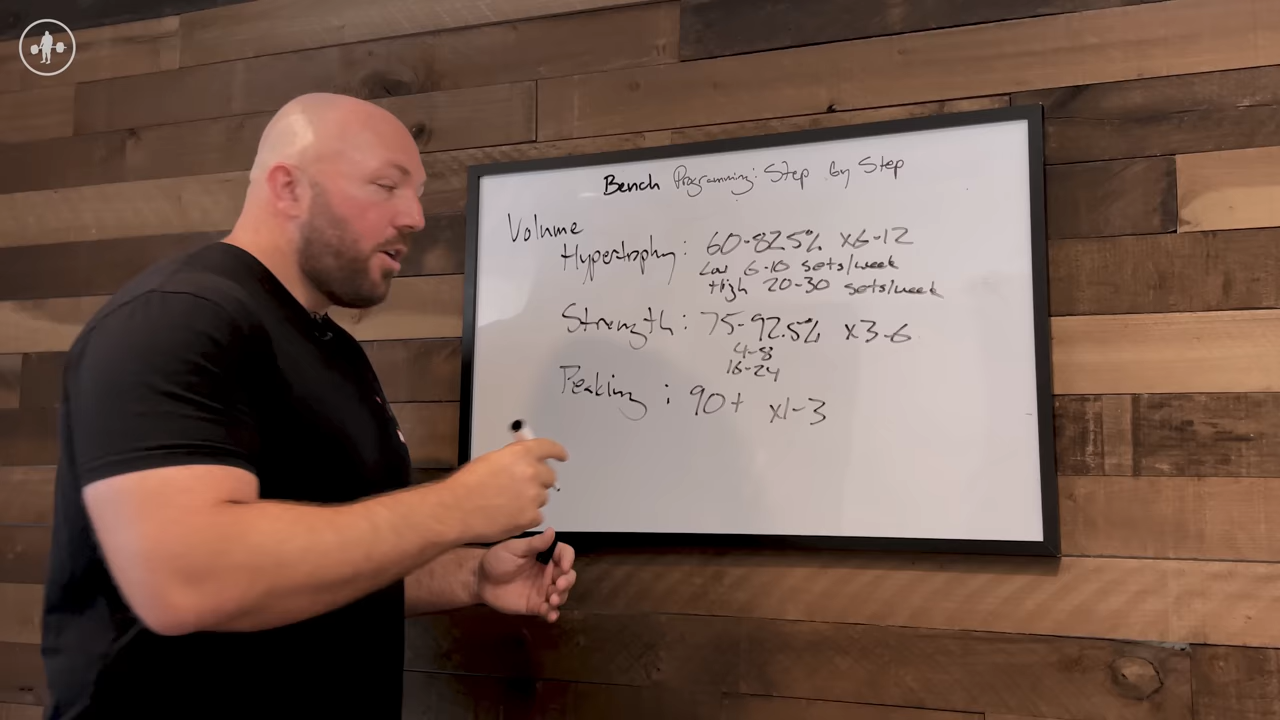 Bench Programming: Step by Step
Volume
Hypertrophy: 60-82.5% x6-12
Low 6-10 sets/week
High 20-30 sets/week
Strength: 75-92.5% x3-6
4-8
16-24
Peaking: 90+ x1-3